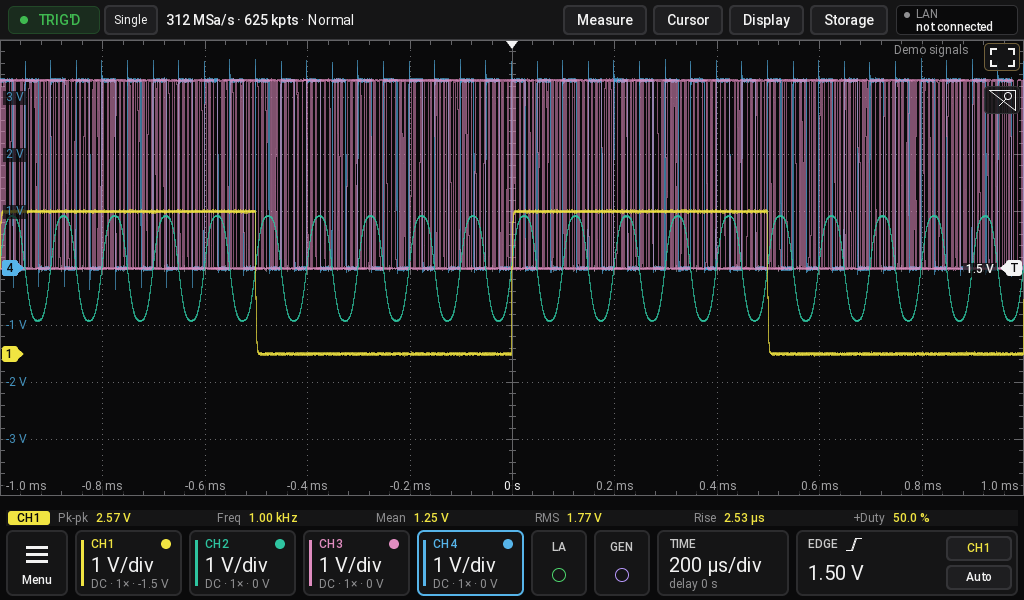 TRIG'D
Single
312 MSa/s · 625 kpts · Normal
Measure
Cursor
Display
Storage
LAN
not connected
Demo signals
3 V
2 V
1 V
4
1.5 V
T
-1 V
1
-2 V
-3 V
-1.0 ms
-0.8 ms
-0.6 ms
-0.4 ms
-0.2 ms
0 s
0.2 ms
0.4 ms
0.6 ms
0.8 ms
1.0 ms
CH1 Pk-pk 2.57 V Freq 1.00 kHz Mean 1.25 V RMS 1.77 V Rise 2.53 µs +Duty 50.0 %
Menu
CH1
1 V/div
DC · 1× · -1.5 V
CH2
1 V/div
DC · 1× · 0 V
CH3
1 V/div
DC · 1× · 0 V
CH4
1 V/div
DC · 1× · 0 V
LA
GEN
TIME
200 µs/div
delay 0 s
EDGE
1.50 V
CH1
Auto